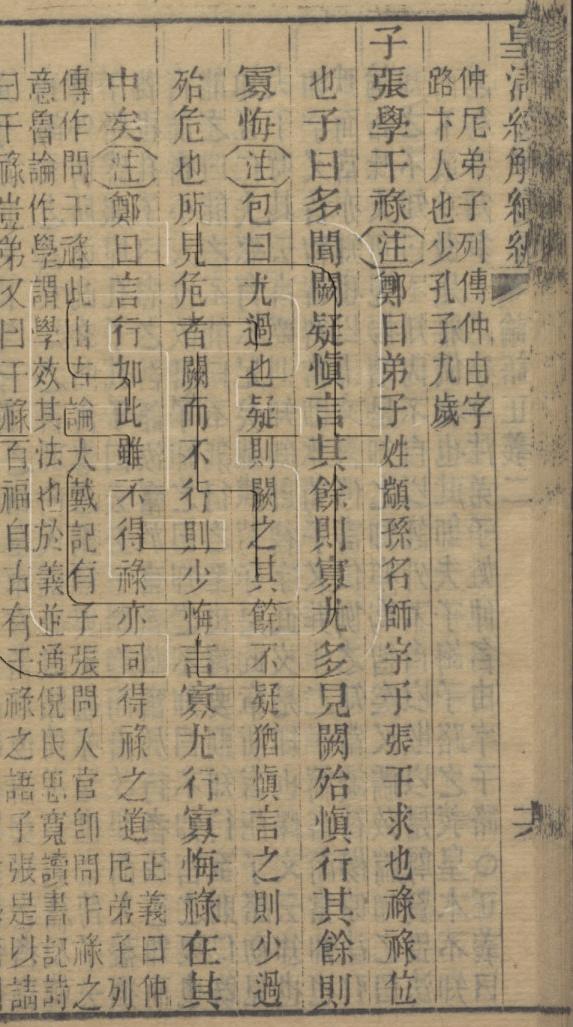 皇清經解續
仲尼弟子列傳仲由字
路卞人也少孔子九歲
子張學干祿注鄭曰弟子姓顓孫名師字子張干求也祿祿位
也子曰多聞闕疑慎言其餘則寡尤多見闕殆慎行其餘則
寡悔注包曰尤過也疑則闕之其餘不疑猶慎言之則少過
殆危也所見危者闕而不行則少悔言寡尤行寡悔祿在其
中矣注鄭曰言行如此雖不得祿亦同得祿之道正義曰仲
尼弟子列
傳作問干祿此出古論大戴記有子張問入官卽問干祿之
意魯論作學謂學效其法也於義並通倪氏思寬讀書記詩
曰干祿豈弟又曰干祿百福自古有干祿之語子張是以請